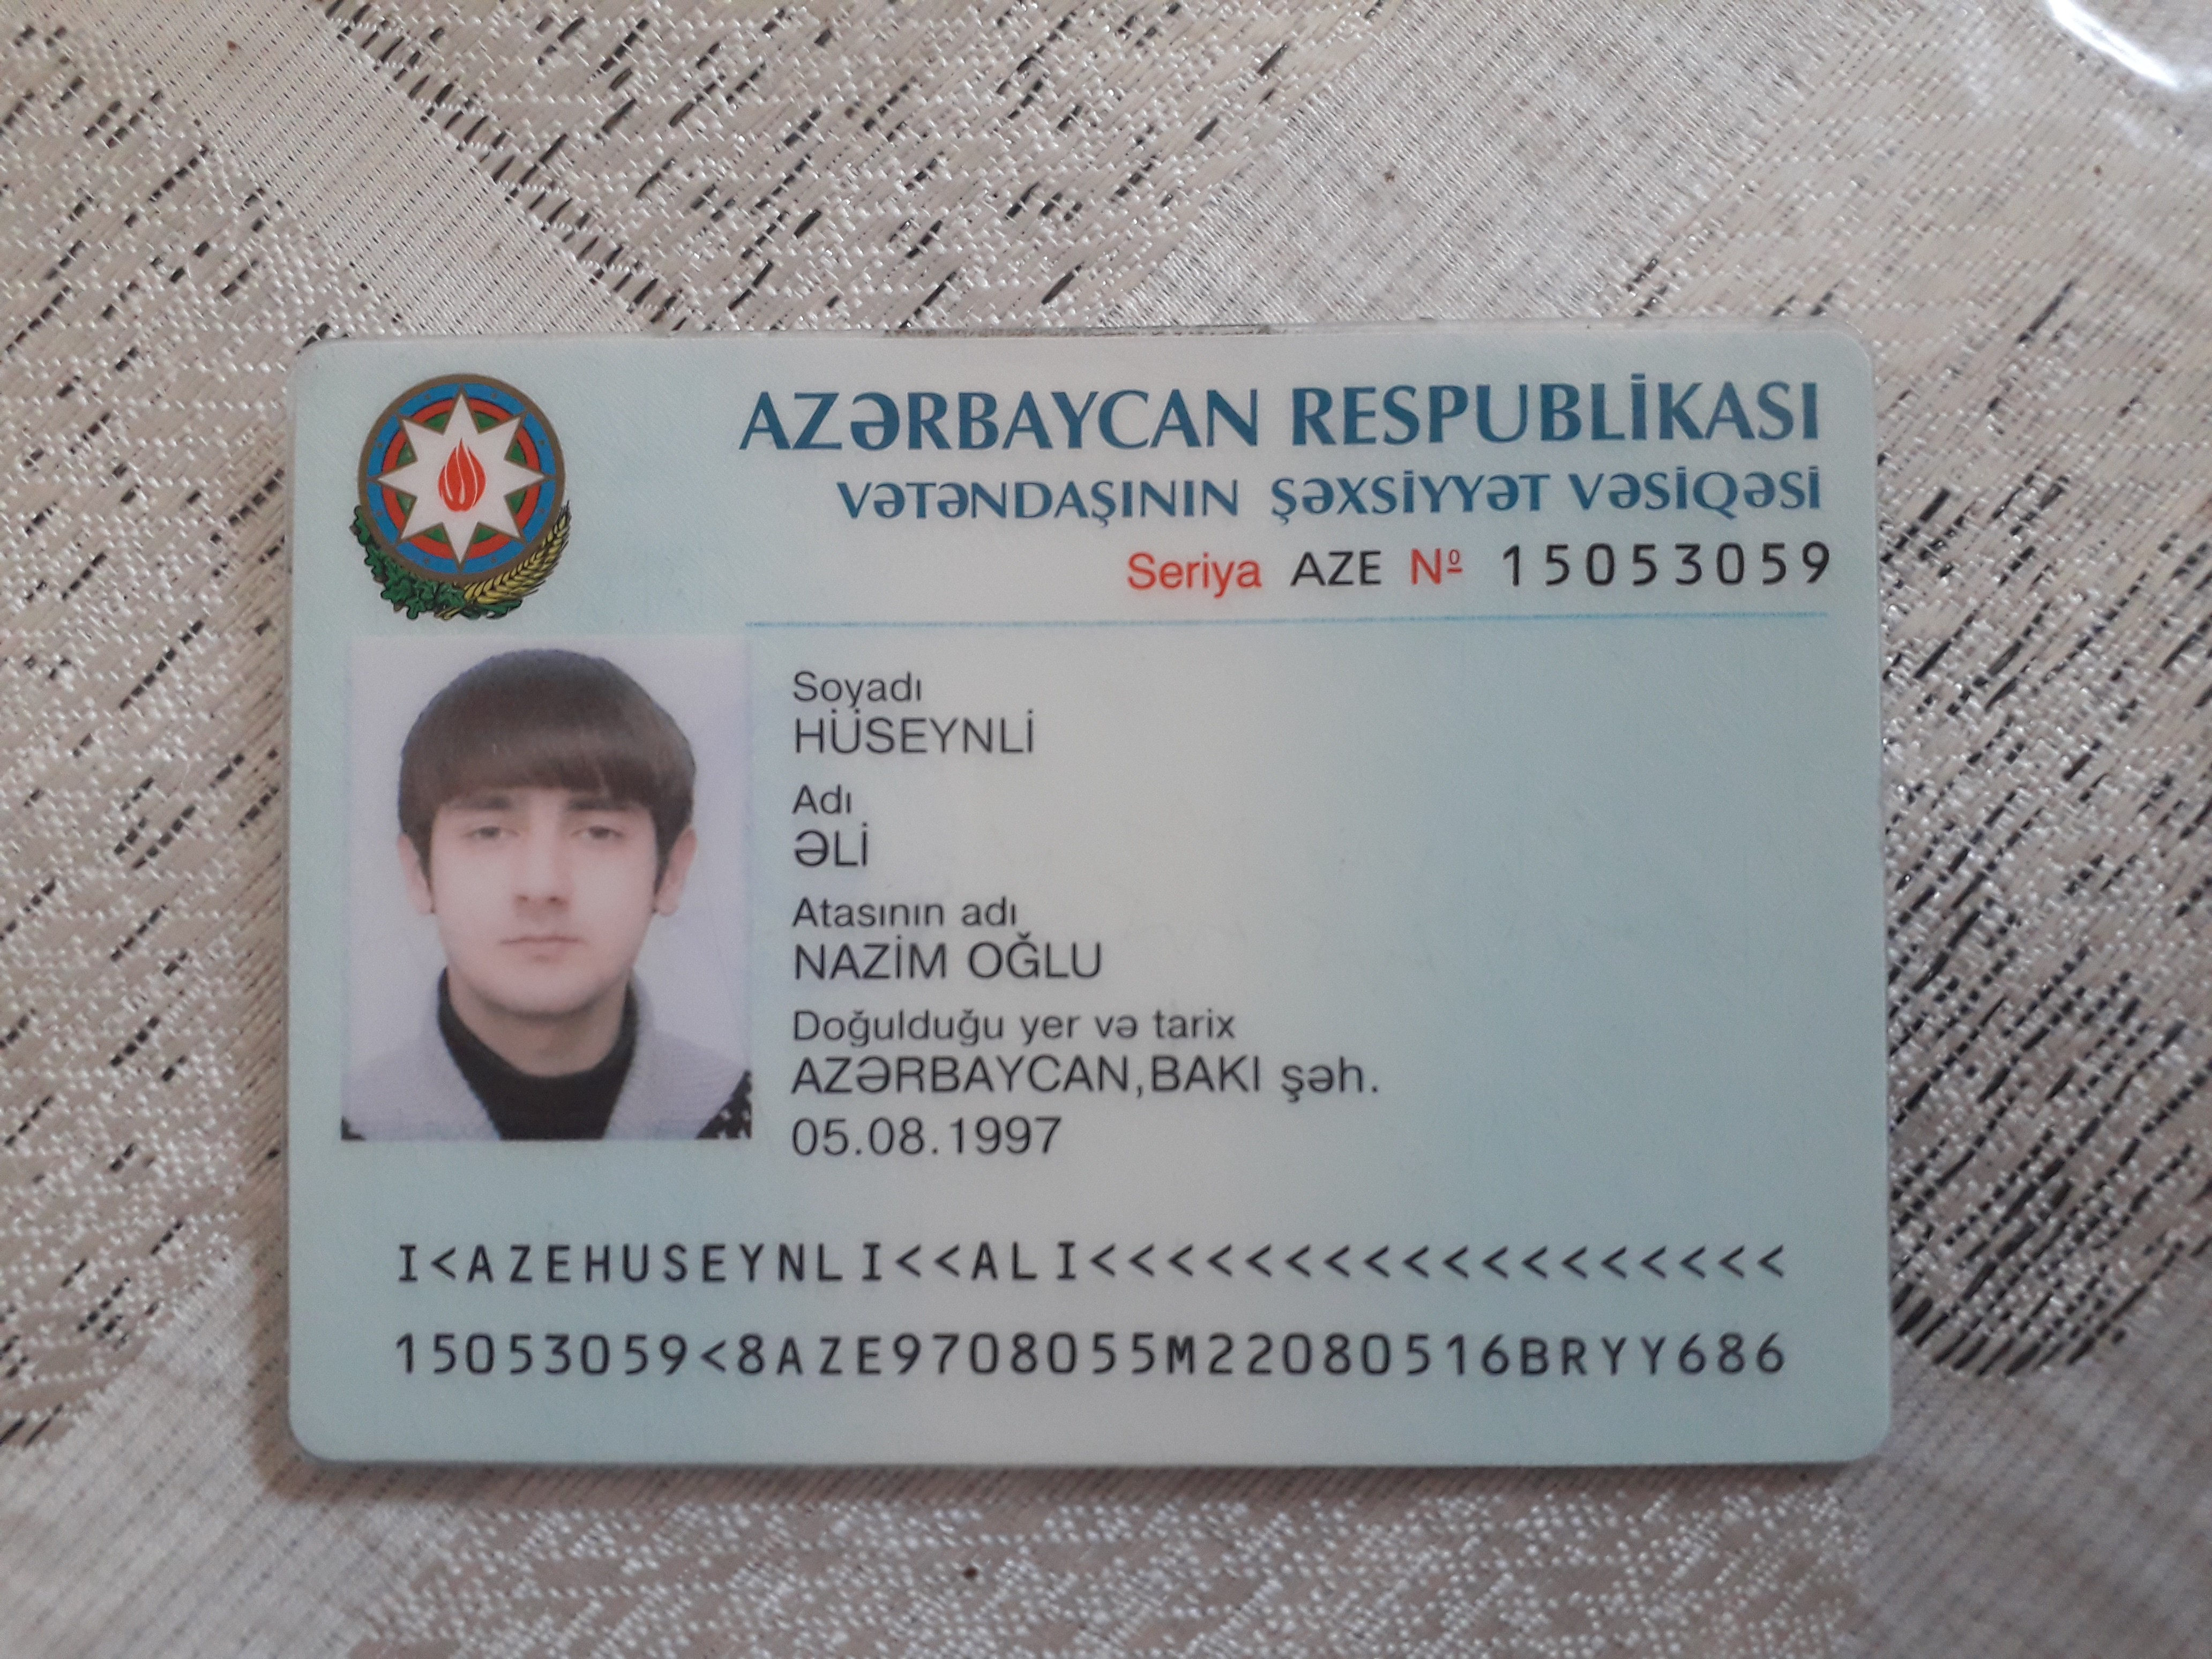 AZƏRBAYCAN RESPUBLİKASI
VƏTƏNDAŞININ ŞƏXSİYYƏT VƏSİQƏSİ
Seriya AZE № 15053059
Soyadı
HÜSEYNLİ
Adı
ƏLİ
Atasının adı
NAZİM OĞLU
Doğulduğu yer və tarix
AZƏRBAYCAN,BAKI şəh.
05.08.1997
I<AZEHUSEYNLI<<ALI<<<<<<<<<<<<<<<<<<
15053059<8AZE9708055M22080516BRYY686